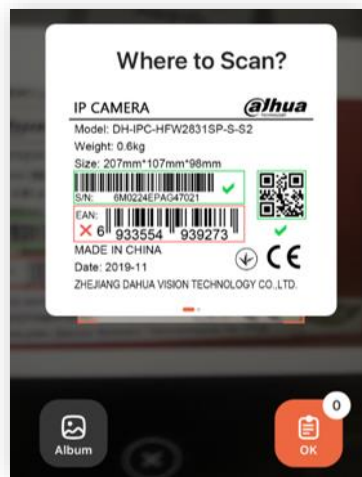 Where to Scan?
IP CAMERA
alhua
TECHNOLOGY
Model: DH-IPC-HFW2831SP-S-S2
Weight: 0.6kg
Size: 207mm*107mm*98mm
S/N: 6M0224EPAG47021
EAN:
6 933554 939273
MADE IN CHINA
Date: 2019-11
CE
ZHEJIANG DAHUA VISION TECHNOLOGY CO.,LTD.
0
Album
OK